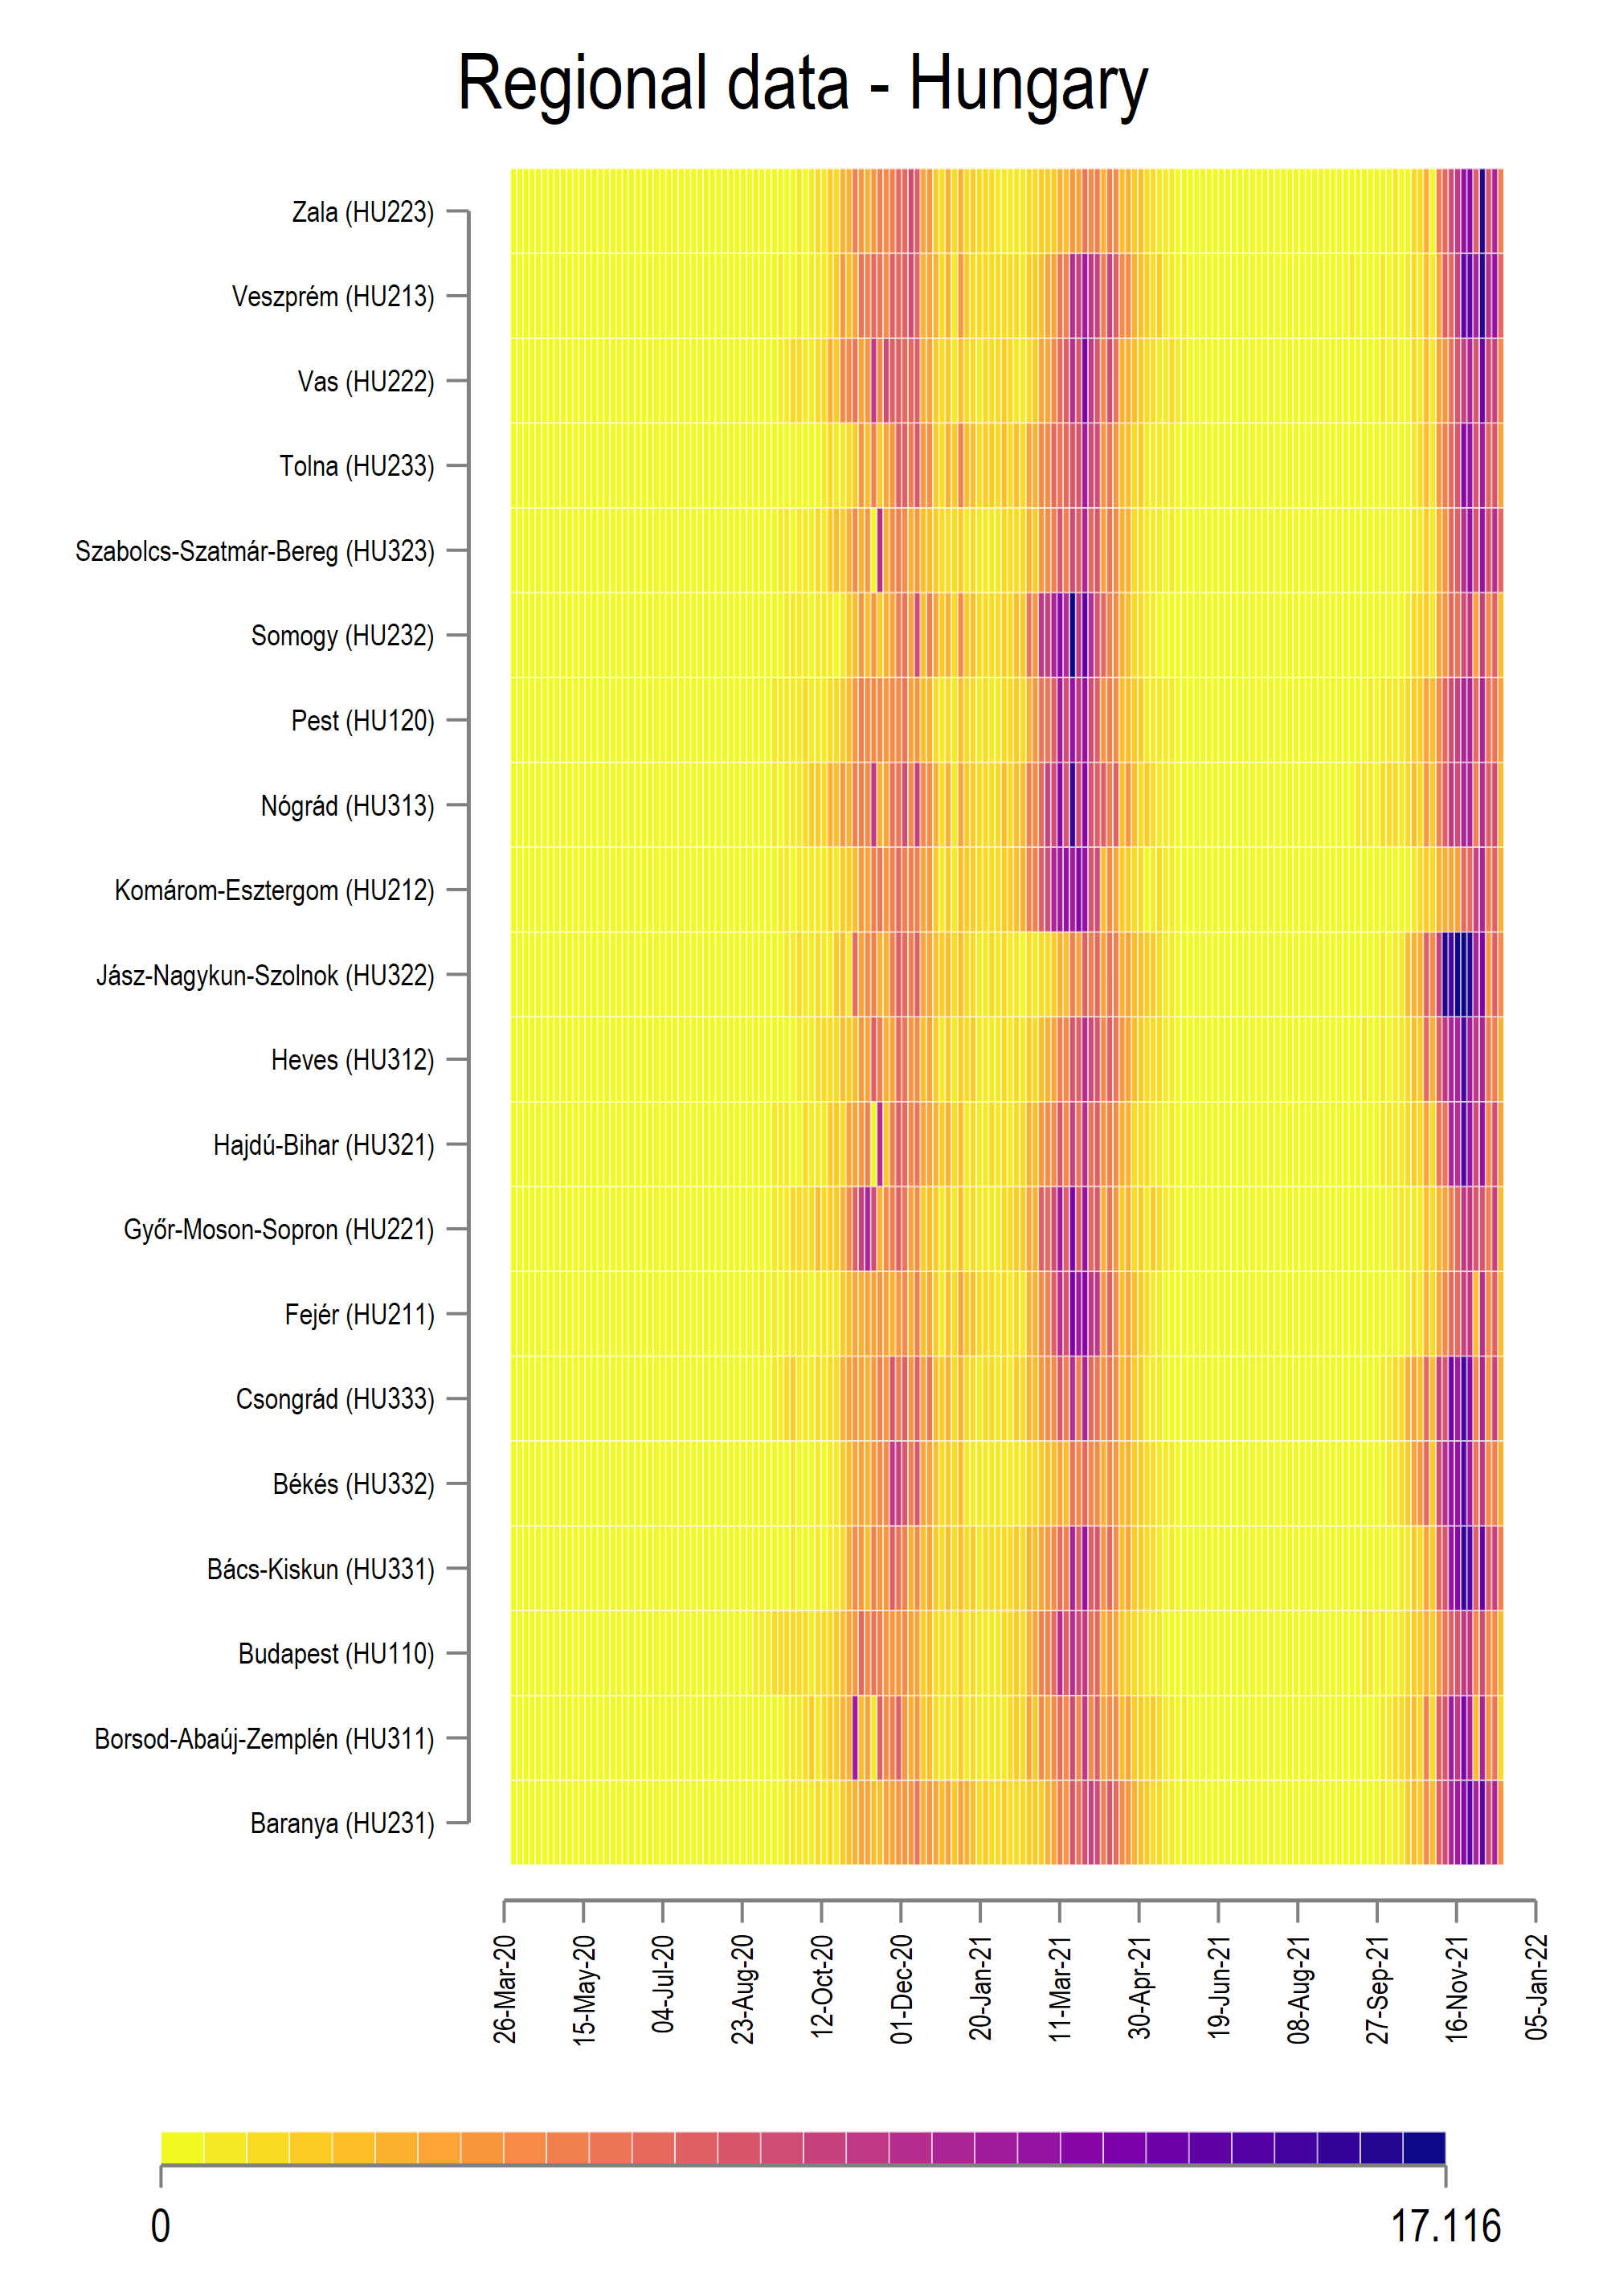 Regional data - Hungary
Zala (HU223)
Veszprém (HU213)
Vas (HU222)
Tolna (HU233)
Szabolcs-Szatmár-Bereg (HU323)
Somogy (HU232)
Pest (HU120)
Nógrád (HU313)
Komárom-Esztergom (HU212)
Jász-Nagykun-Szolnok (HU322)
Heves (HU312)
Hajdú-Bihar (HU321)
Győr-Moson-Sopron (HU221)
Fejér (HU211)
Csongrád (HU333)
Békés (HU332)
Bács-Kiskun (HU331)
Budapest (HU110)
Borsod-Abaúj-Zemplén (HU311)
Baranya (HU231)
26-Mar-20
15-May-20
04-Jul-20
23-Aug-20
12-Oct-20
01-Dec-20
20-Jan-21
11-Mar-21
30-Apr-21
19-Jun-21
08-Aug-21
27-Sep-21
16-Nov-21
05-Jan-22
0
17.116